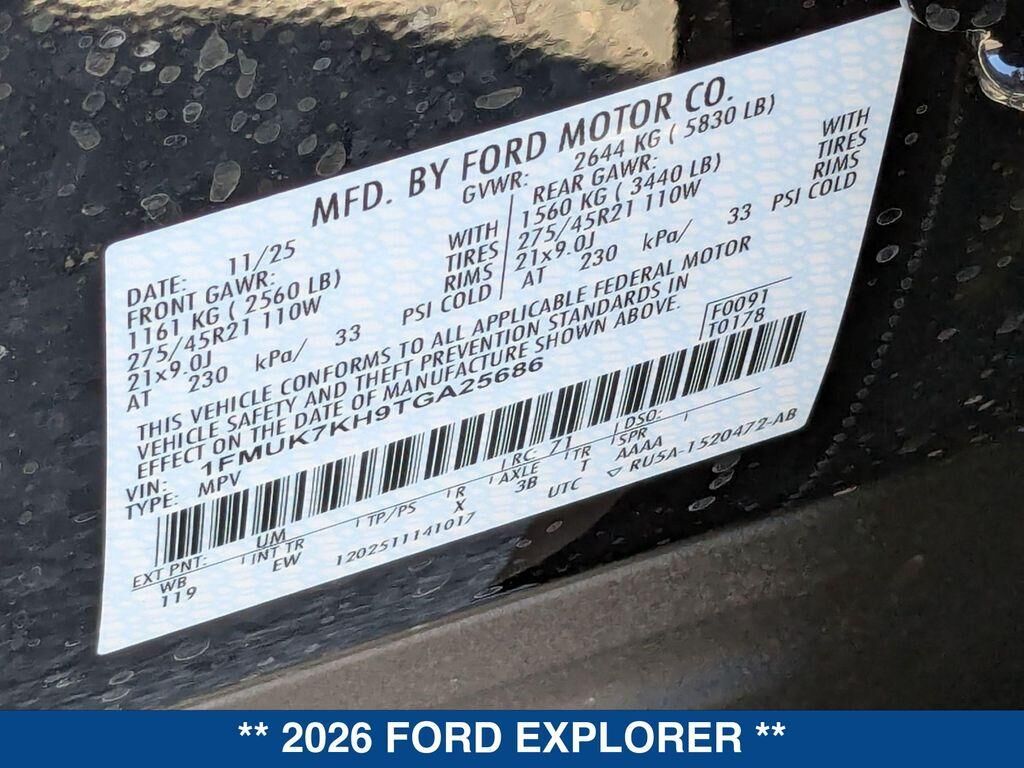 MFD. BY FORD MOTOR CO.
GVWR: 2644 KG ( 5830 LB)
DATE: 11/25
FRONT GAWR:
1161 KG ( 2560 LB) WITH
275/45R21 110W TIRES
21x9.0J RIMS
AT 230 kPa/ 33 PSI COLD
REAR GAWR:
1560 KG ( 3440 LB) WITH
275/45R21 110W TIRES
21x9.0J RIMS
AT 230 kPa/ 33 PSI COLD
THIS VEHICLE CONFORMS TO ALL APPLICABLE FEDERAL MOTOR
VEHICLE SAFETY AND THEFT PREVENTION STANDARDS IN
EFFECT ON THE DATE OF MANUFACTURE SHOWN ABOVE.
VIN: 1FMUK7KH9TGA25686
TYPE: MPV
F0091
T0178
EXT PNT: UM RC: 71 DSO:
WB INT TR TP/PS R AXLE TR SPR
119 EW X 3B T AAAA
1202511141017 UTC ▽ RU5A-1520472-AB
** 2026 FORD EXPLORER **